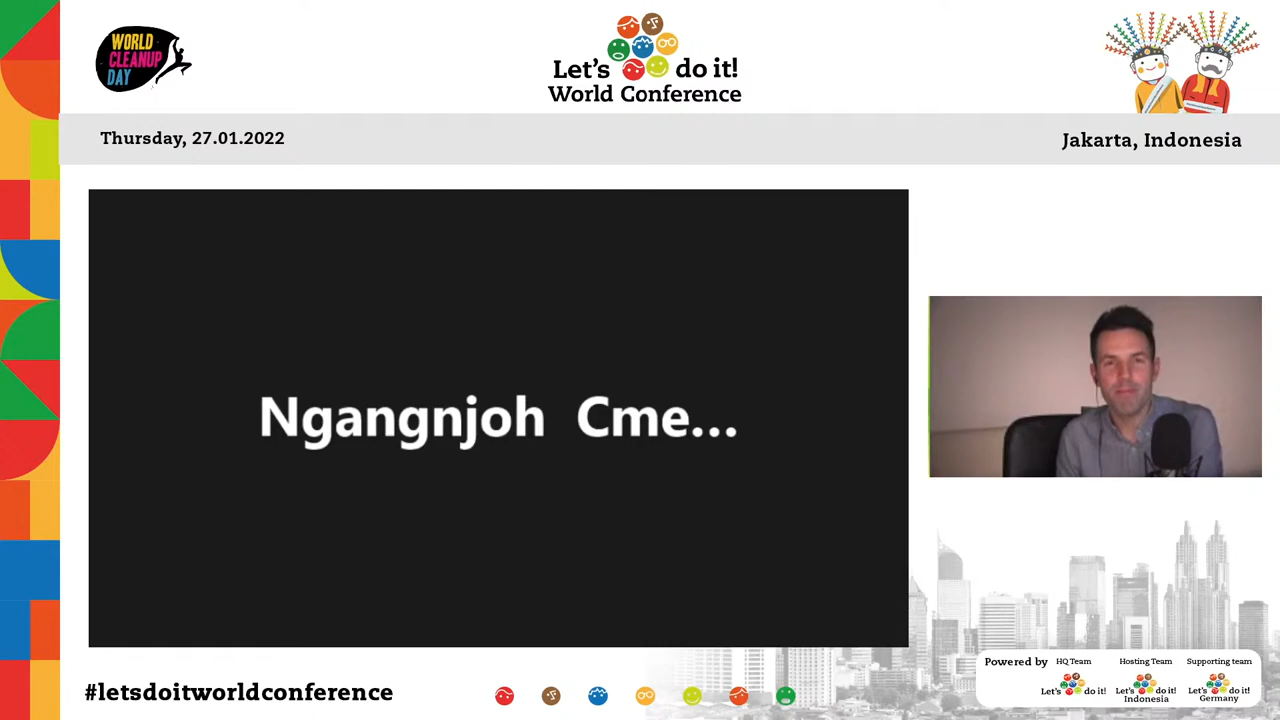 WORLD
CLEANUP
DAY
Let's do it!
World Conference
Thursday, 27.01.2022
Jakarta, Indonesia
Ngangnjoh Cme...
#letsdoitworldconference
Powered by
HQ Team
Hosting Team
Supporting team
Let's do it!
Let's do it!
Indonesia
Let's do it!
Germany